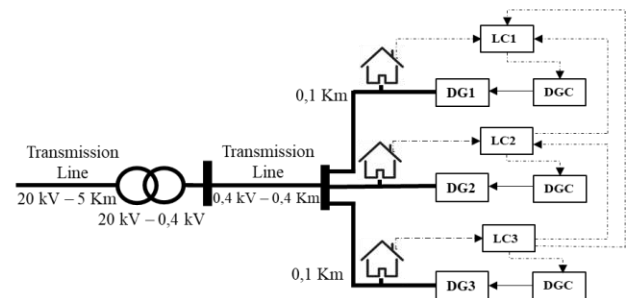 LC1
0,1 Km
DG1
DGC
Transmission
Line
20 kV – 5 Km
20 kV – 0,4 kV
Transmission
Line
0,4 kV – 0,4 Km
LC2
DG2
DGC
LC3
0,1 Km
DG3
DGC